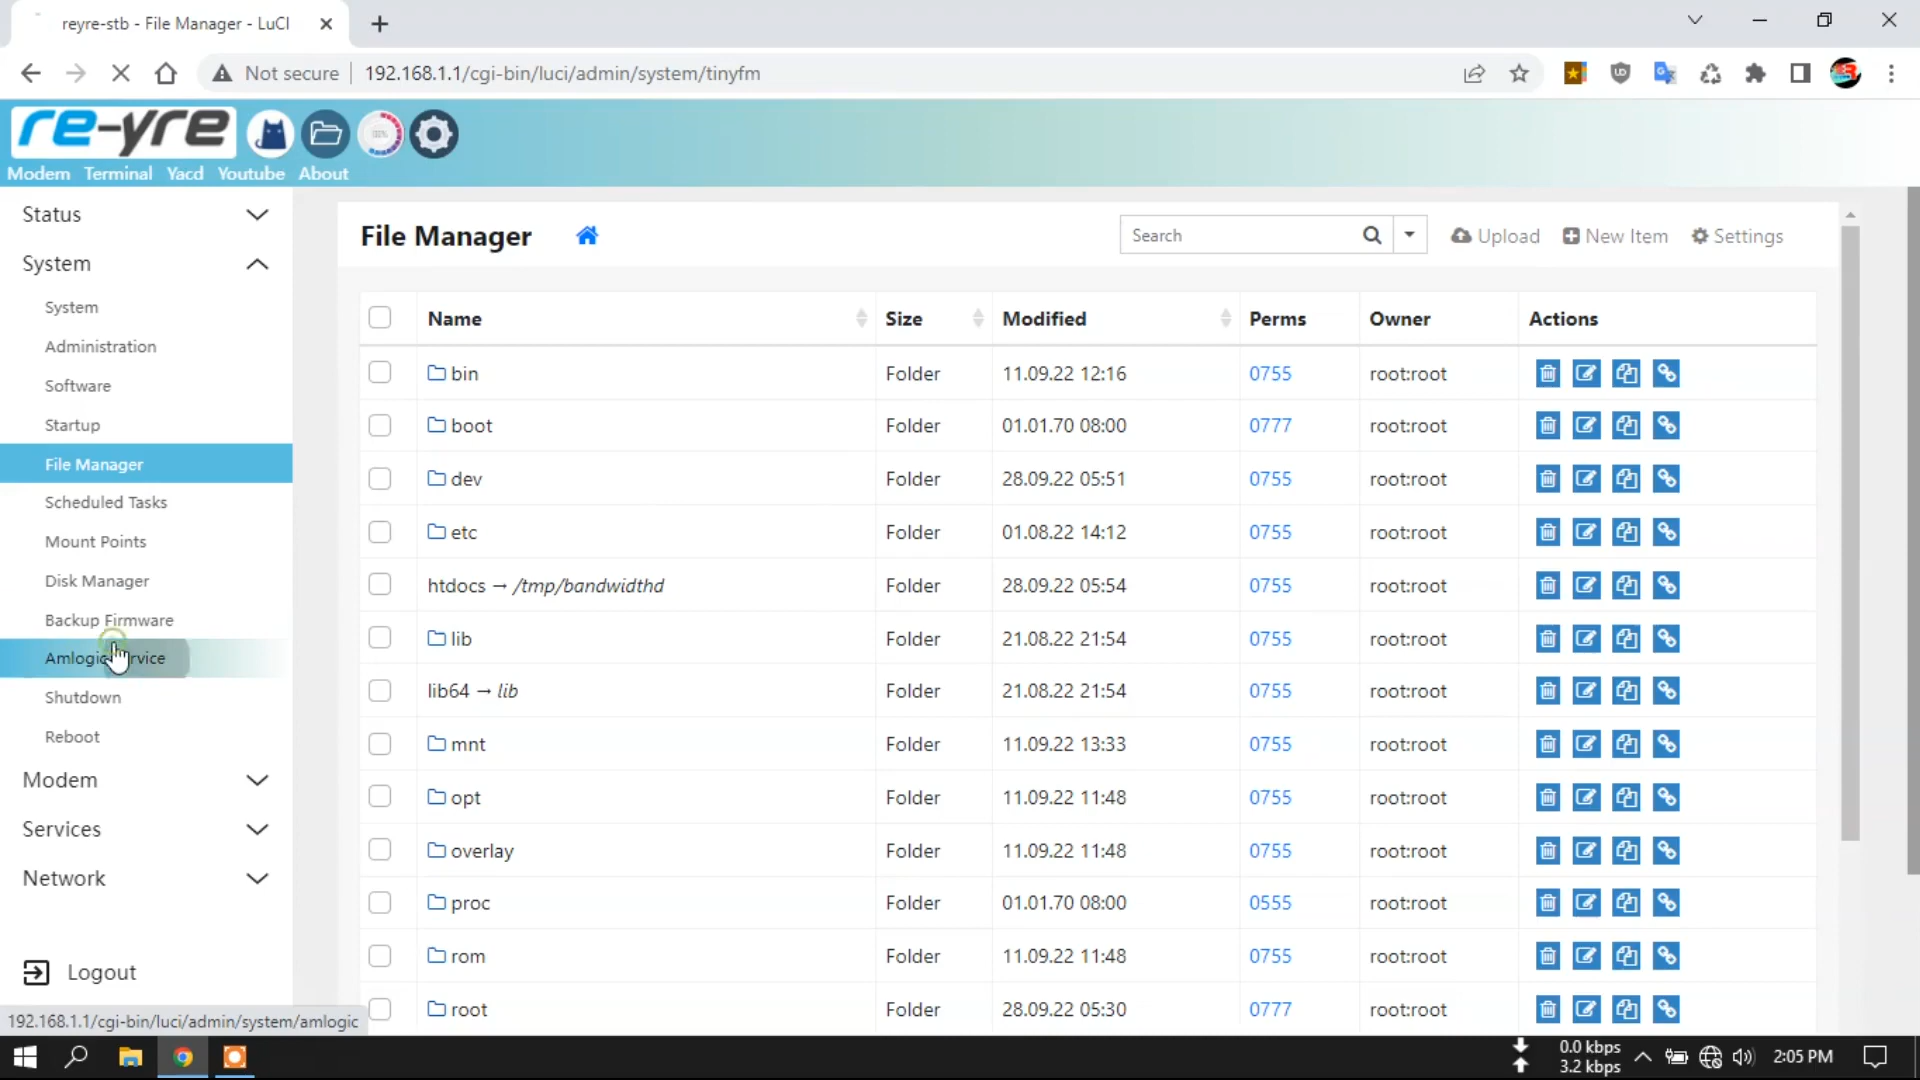 reyre-stb - File Manager - LuCI
Not secure
192.168.1.1/cgi-bin/luci/admin/system/tinyfm
re-yre
Modem Terminal Yacd Youtube About
Status
System
System
Administration
Software
Startup
File Manager
Scheduled Tasks
Mount Points
Disk Manager
Backup Firmware
Shutdown
Reboot
Modem
Services
Network
Logout
192.168.1.1/cgi-bin/luci/admin/system/amlogic
File Manager
Search
Upload
New Item
Settings
Name Size Modified Perms Owner Actions
bin Folder 11.09.22 12:16 0755 root:root
boot Folder 01.01.70 08:00 0777 root:root
dev Folder 28.09.22 05:51 0755 root:root
etc Folder 01.08.22 14:12 0755 root:root
htdocs → /tmp/bandwidthd Folder 28.09.22 05:54 0755 root:root
lib Folder 21.08.22 21:54 0755 root:root
lib64 → lib Folder 21.08.22 21:54 0755 root:root
mnt Folder 11.09.22 13:33 0755 root:root
opt Folder 11.09.22 11:48 0755 root:root
overlay Folder 11.09.22 11:48 0755 root:root
proc Folder 01.01.70 08:00 0555 root:root
rom Folder 11.09.22 11:48 0755 root:root
root Folder 28.09.22 05:30 0777 root:root
0.0 kbps
3.2 kbps
2:05 PM